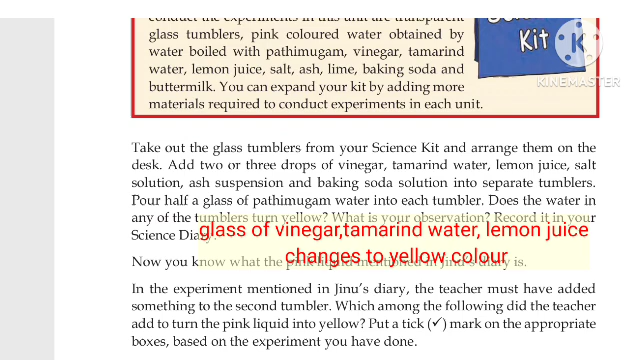 conduct the experiments in this unit are transparent
glass tumblers, pink coloured water obtained by
water boiled with pathimugam, vinegar, tamarind
water, lemon juice, salt, ash, lime, baking soda and
buttermilk. You can expand your kit by adding more
materials required to conduct experiments in each unit.
Kit
KINEMASTER
Take out the glass tumblers from your Science Kit and arrange them on the
desk. Add two or three drops of vinegar, tamarind water, lemon juice, salt
solution, ash suspension and baking soda solution into separate tumblers.
Pour half a glass of pathimugam water into each tumbler. Does the water in
any of the tumblers turn yellow? What is your observation? Record it in your
Science Diary.
glass of vinegar,tamarind water, lemon juice
changes to yellow colour
Now you know what the pink liquid mentioned in Jinu's diary is.
In the experiment mentioned in Jinu's diary, the teacher must have added
something to the second tumbler. Which among the following did the teacher
add to turn the pink liquid into yellow? Put a tick (✓) mark on the appropriate
boxes, based on the experiment you have done.